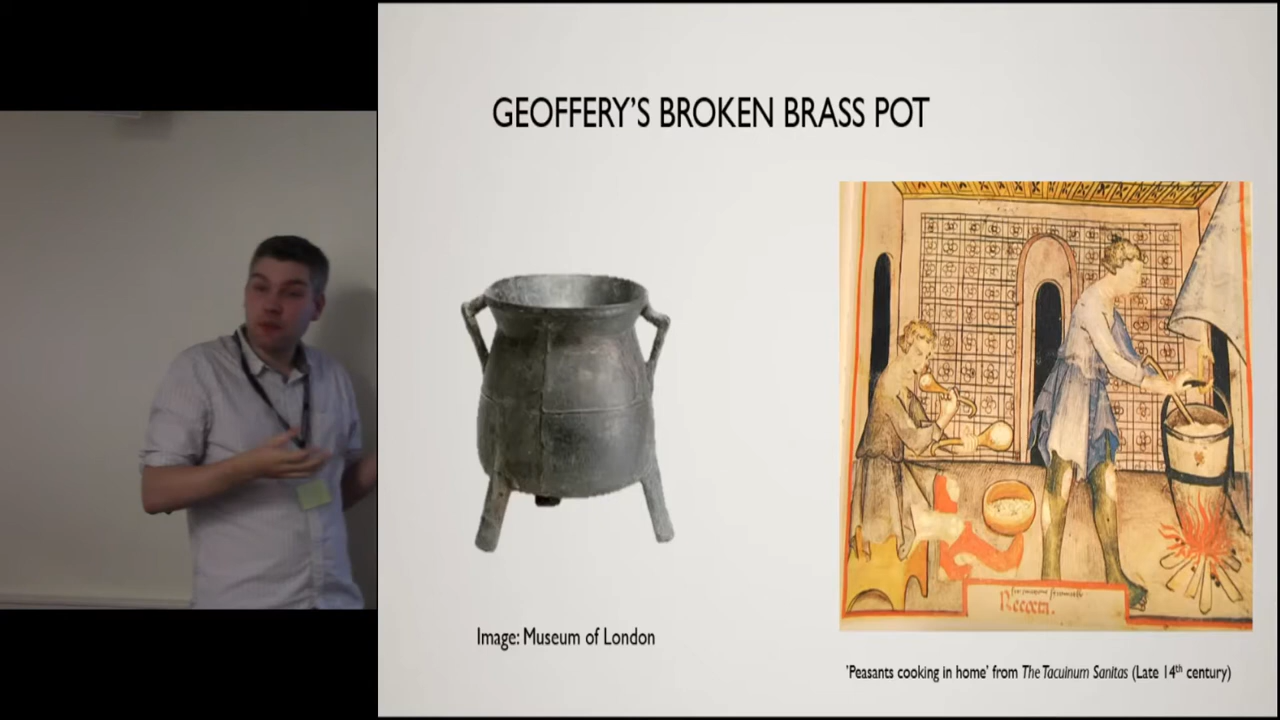 GEOFFERY'S BROKEN BRASS POT
Image: Museum of London
'Peasants cooking in home' from The Tacuinum Sanitas (Late 14th century)